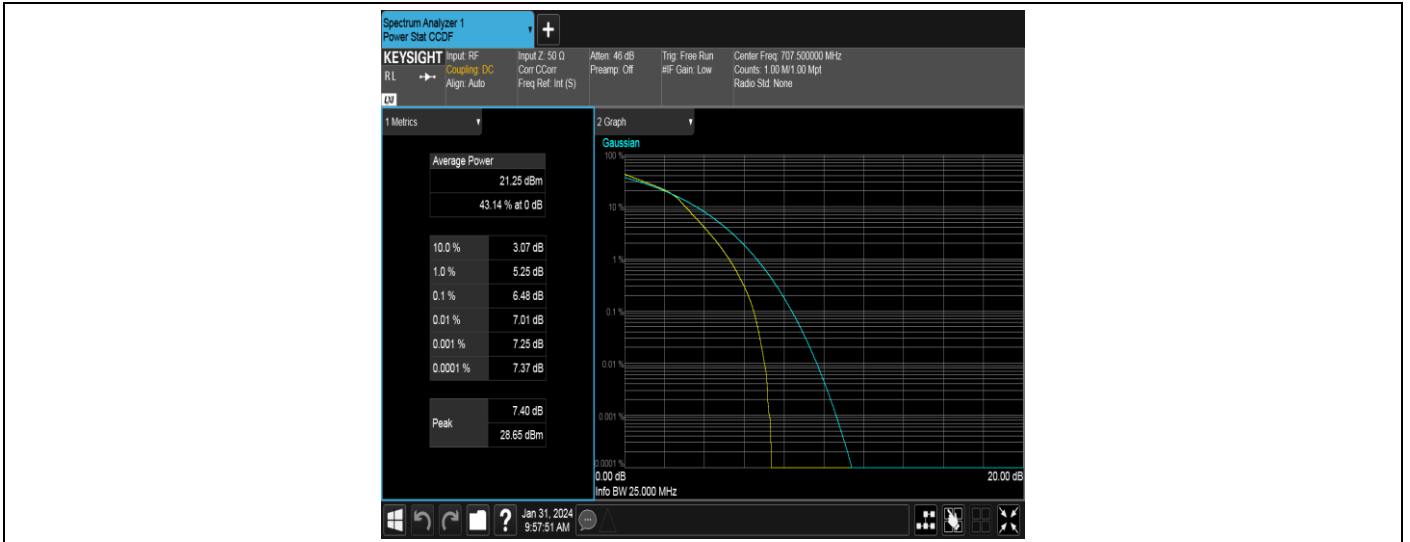 Spectrum Analyzer 1
Power Stat CCDF
+
KEYSIGHT Input: RF Input Z: 50 Ω Atten: 46 dB Trig: Free Run Center Freq: 707.500000 MHz
RL Coupling: DC Corr CCorr Preamp: Off #IF Gain: Low Counts: 1.00 M/1.00 Mpt
Align: Auto Freq Ref: Int (S) Radio Std: None
LXI
1 Metrics
Average Power
21.25 dBm
43.14 % at 0 dB
10.0 % 3.07 dB
1.0 % 5.25 dB
0.1 % 6.48 dB
0.01 % 7.01 dB
0.001 % 7.25 dB
0.0001 % 7.37 dB
Peak 7.40 dB
28.65 dBm
2 Graph
Gaussian
100 %
10 %
1 %
0.1 %
0.01 %
0.001 %
0.0001 %
0.00 dB 20.00 dB
Info BW 25.000 MHz
? Jan 31, 2024
9:57:51 AM